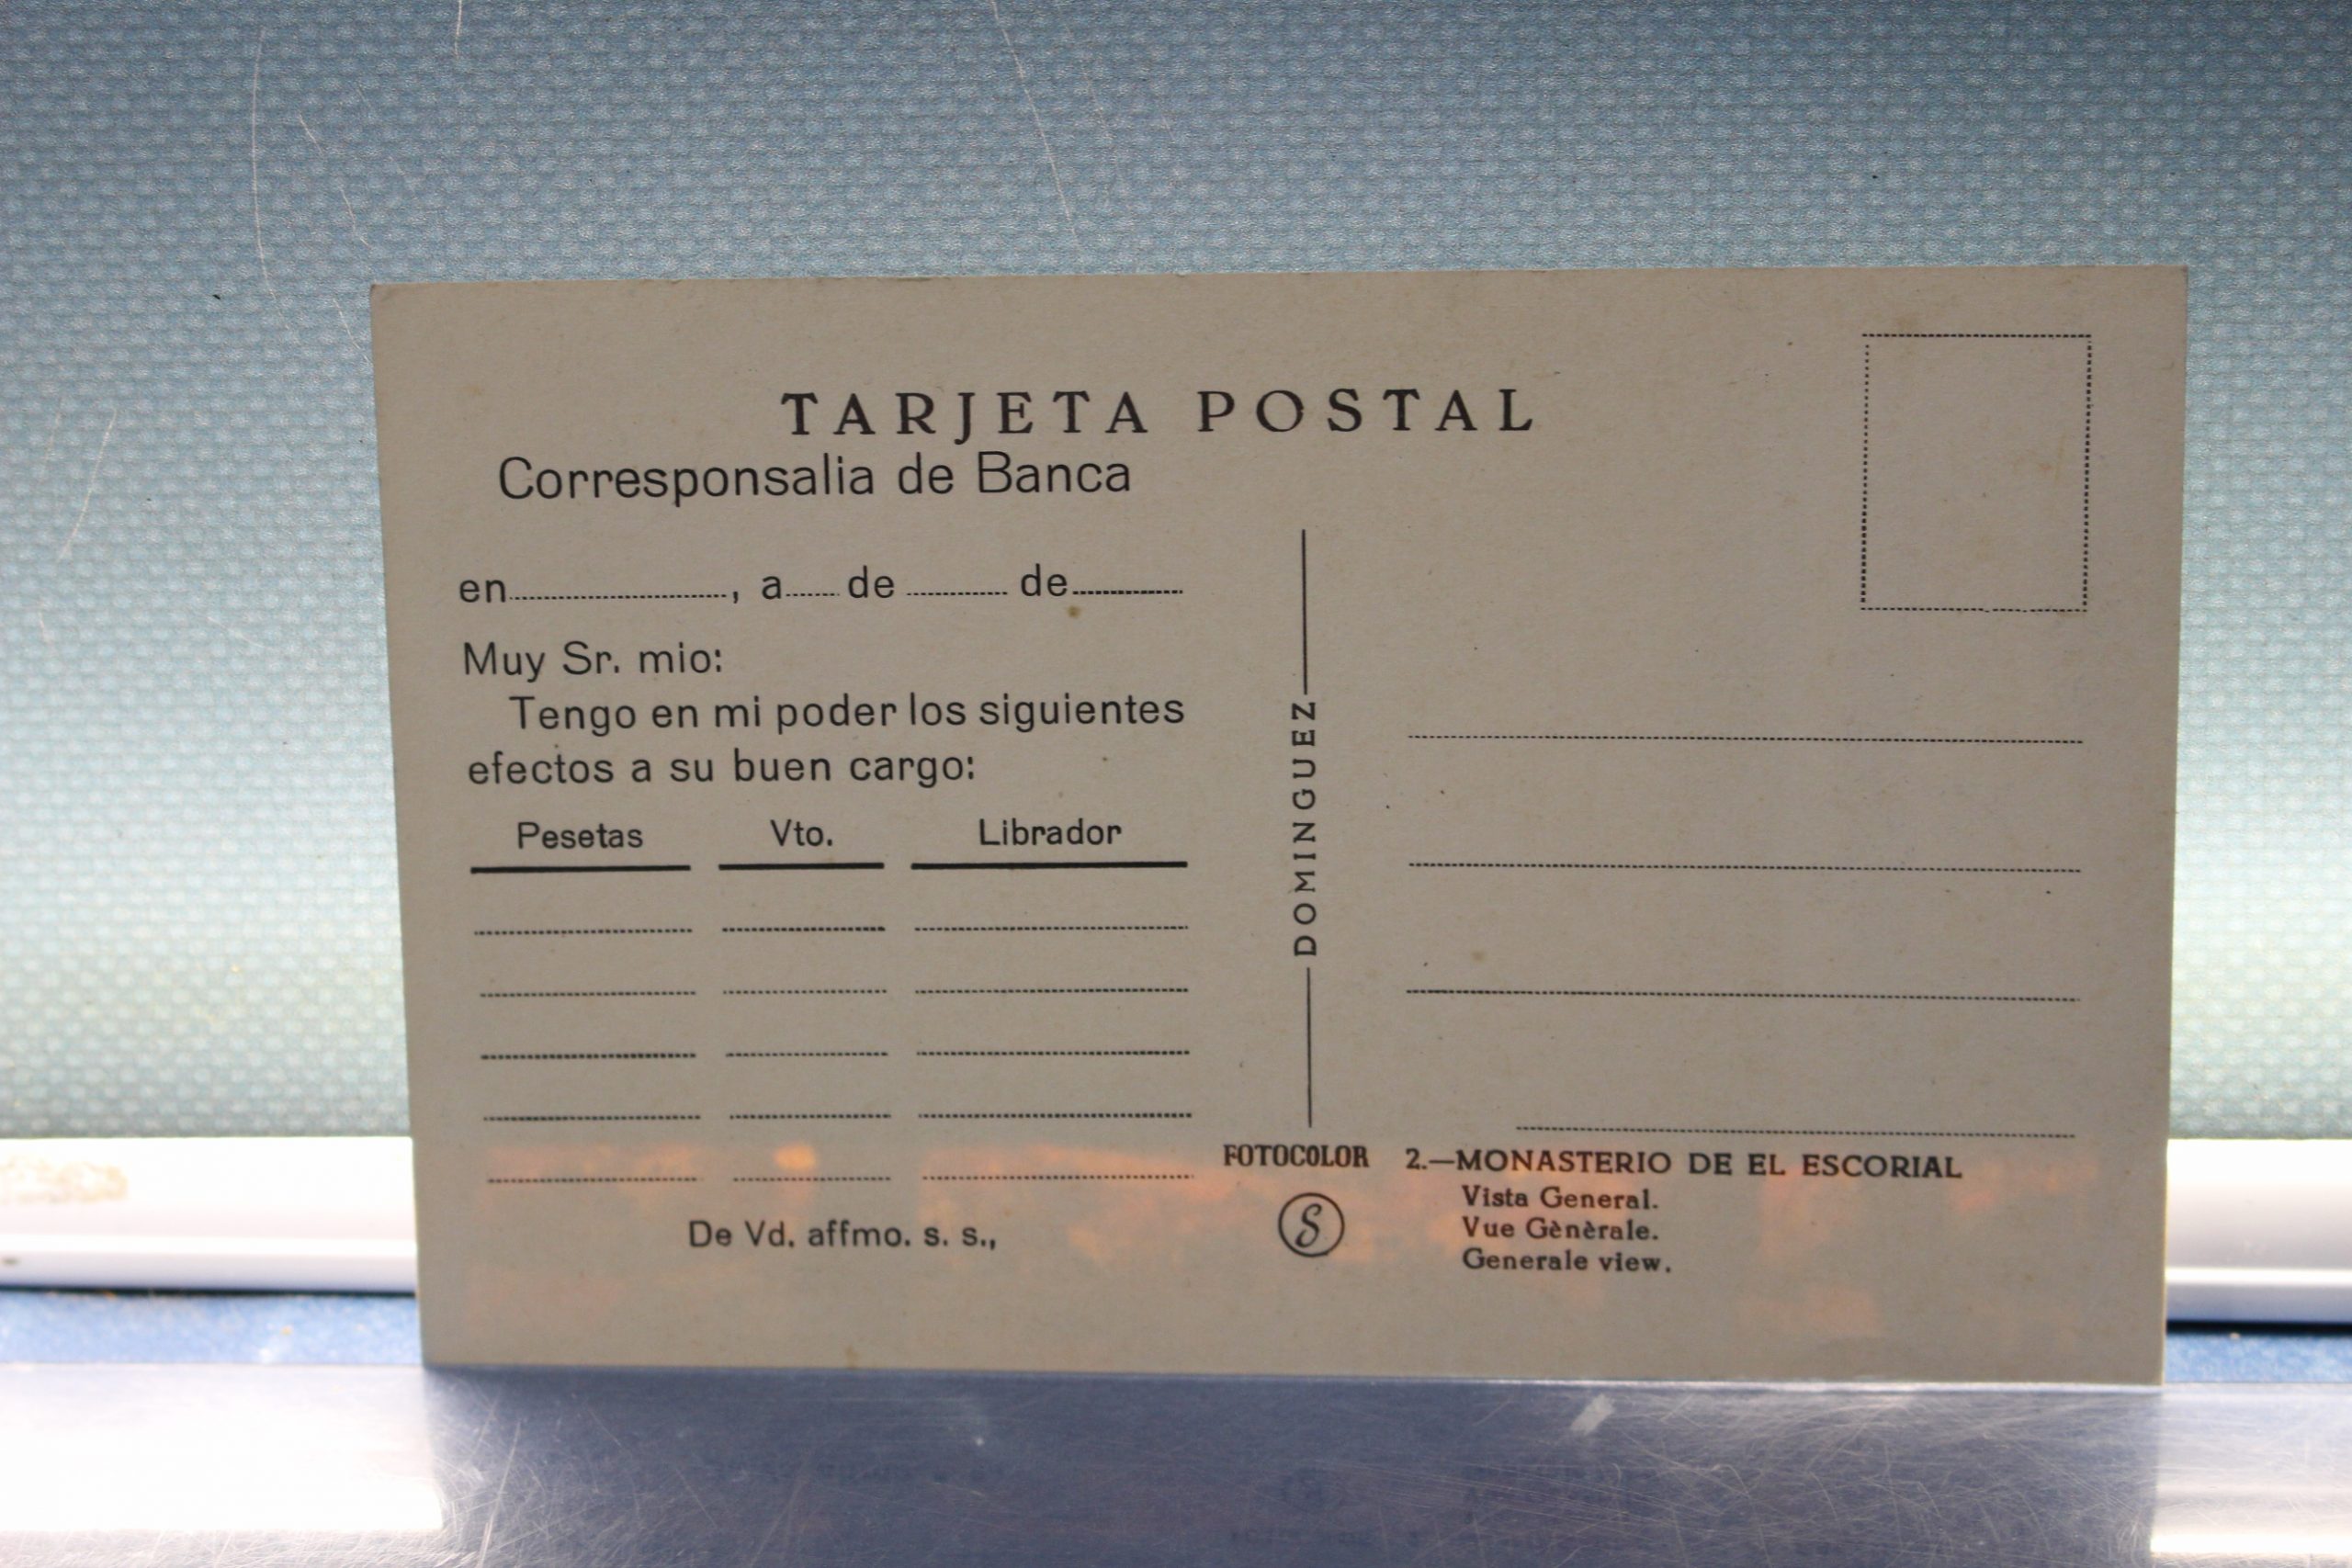 TARJETA POSTAL
Corresponsalia de Banca
en, a de de
Muy Sr. mio:
Tengo en mi poder los siguientes
efectos a su buen cargo:
Pesetas Vto. Librador
De Vd. affmo. s. s.,
DOMINGUEZ
FOTOCOLOR
S
2.—MONASTERIO DE EL ESCORIAL
Vista General.
Vue Gènèrale.
Generale view.